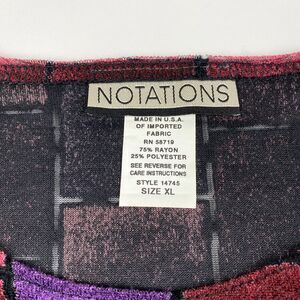 NOTATIONS
MADE IN U.S.A.
OF IMPORTED
FABRIC
RN 58719
75% RAYON
25% POLYESTER
SEE REVERSE FOR
CARE INSTRUCTIONS
STYLE 14745
SIZE XL